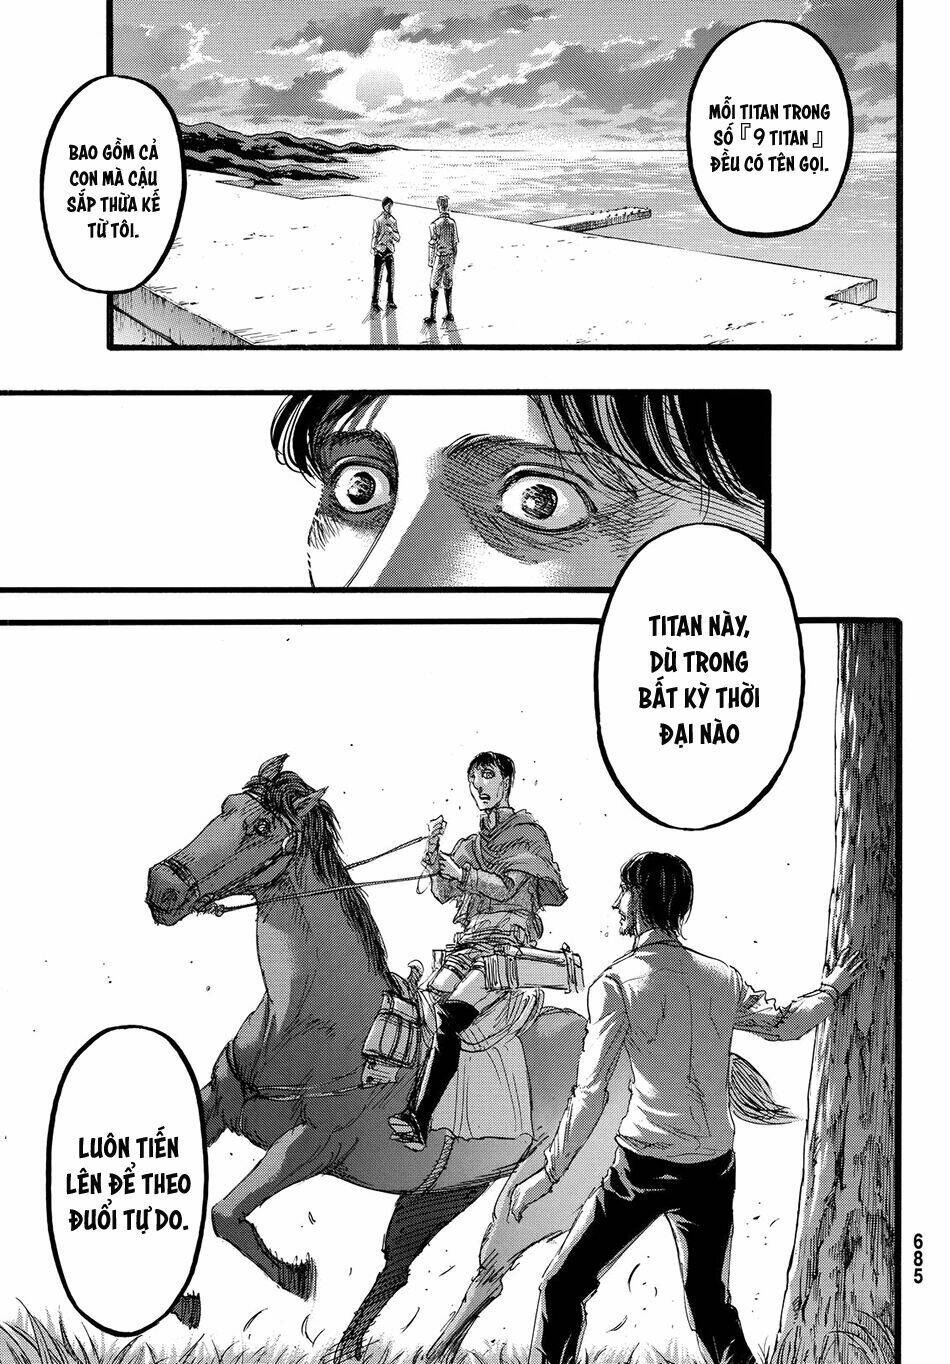 MỖI TITAN TRONG
SỐ『9 TITAN』
ĐỀU CÓ TÊN GỌI.
BAO GỒM CẢ
CON MÀ CẬU
SẮP THỪA KẾ
TỪ TÔI.
TITAN NÀY,
DÙ TRONG
BẤT KỲ THỜI
ĐẠI NÀO
LUÔN TIẾN
LÊN ĐỂ THEO
ĐUỔI TỰ DO.
685